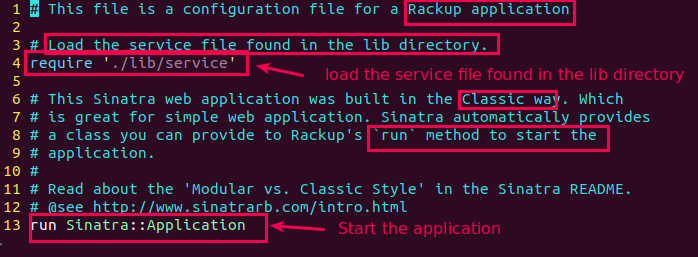 1 # This file is a configuration file for a Rackup application
2
3 # Load the service file found in the lib directory.
4 require './lib/service'
load the service file found in the lib directory
5
6 # This Sinatra web application was built in the Classic way. Which
7 # is great for simple web application. Sinatra automatically provides
8 # a class you can provide to Rackup's `run` method to start the
9 # application.
10 #
11 # Read about the 'Modular vs. Classic Style' in the Sinatra README.
12 # @see http://www.sinatrarb.com/intro.html
13 run Sinatra::Application
Start the application